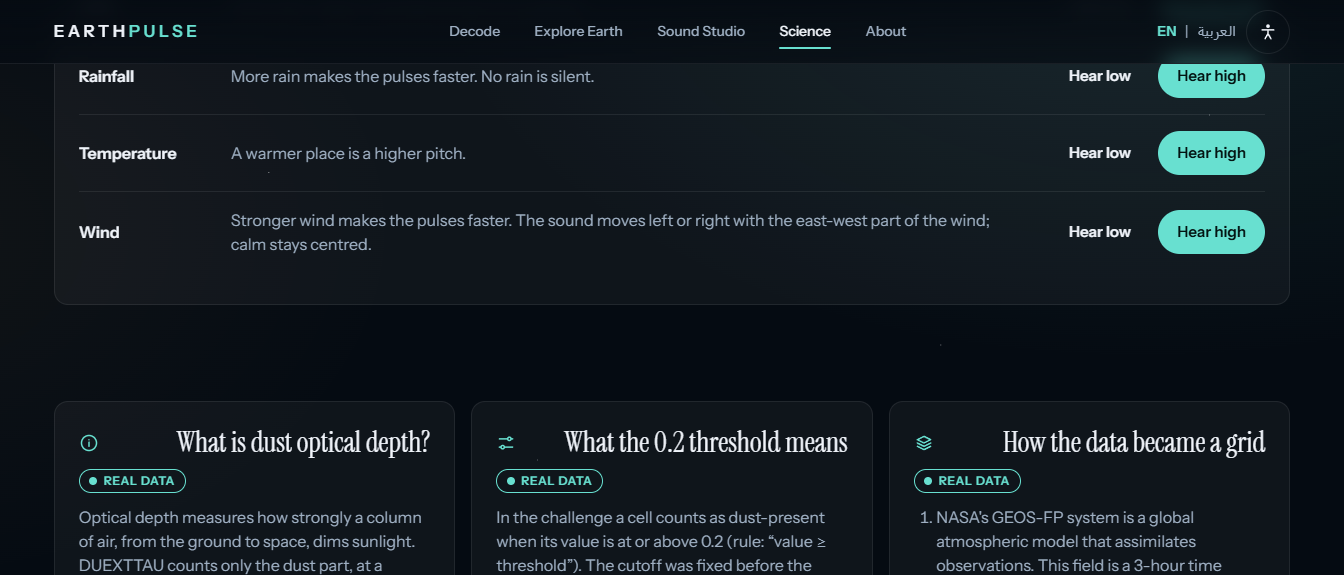 EARTHPULSE
Decode
Explore Earth
Sound Studio
Science
About
EN | العربية
Rainfall
More rain makes the pulses faster. No rain is silent.
Hear low
Hear high
Temperature
A warmer place is a higher pitch.
Hear low
Hear high
Wind
Stronger wind makes the pulses faster. The sound moves left or right with the east-west part of the wind;
calm stays centred.
Hear low
Hear high
What is dust optical depth?
REAL DATA
Optical depth measures how strongly a column
of air, from the ground to space, dims sunlight.
DUEXTTAU counts only the dust part, at a
What the 0.2 threshold means
REAL DATA
In the challenge a cell counts as dust-present
when its value is at or above 0.2 (rule: “value ≥
threshold”). The cutoff was fixed before the
How the data became a grid
REAL DATA
1. NASA’s GEOS-FP system is a global
atmospheric model that assimilates
observations. This field is a 3-hour time